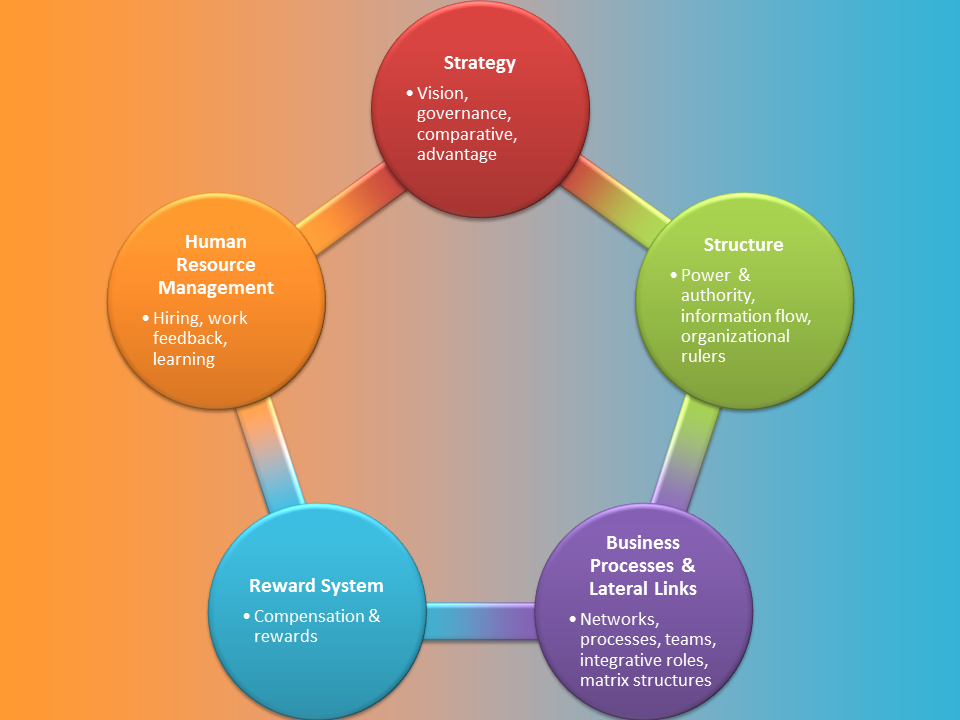 Strategy
• Vision,
governance,
comparative,
advantage
Structure
• Power &
authority,
information flow,
organizational
rulers
Business
Processes &
Lateral Links
• Networks,
processes, teams,
integrative roles,
matrix structures
Reward System
• Compensation &
rewards
Human
Resource
Management
• Hiring, work
feedback,
learning